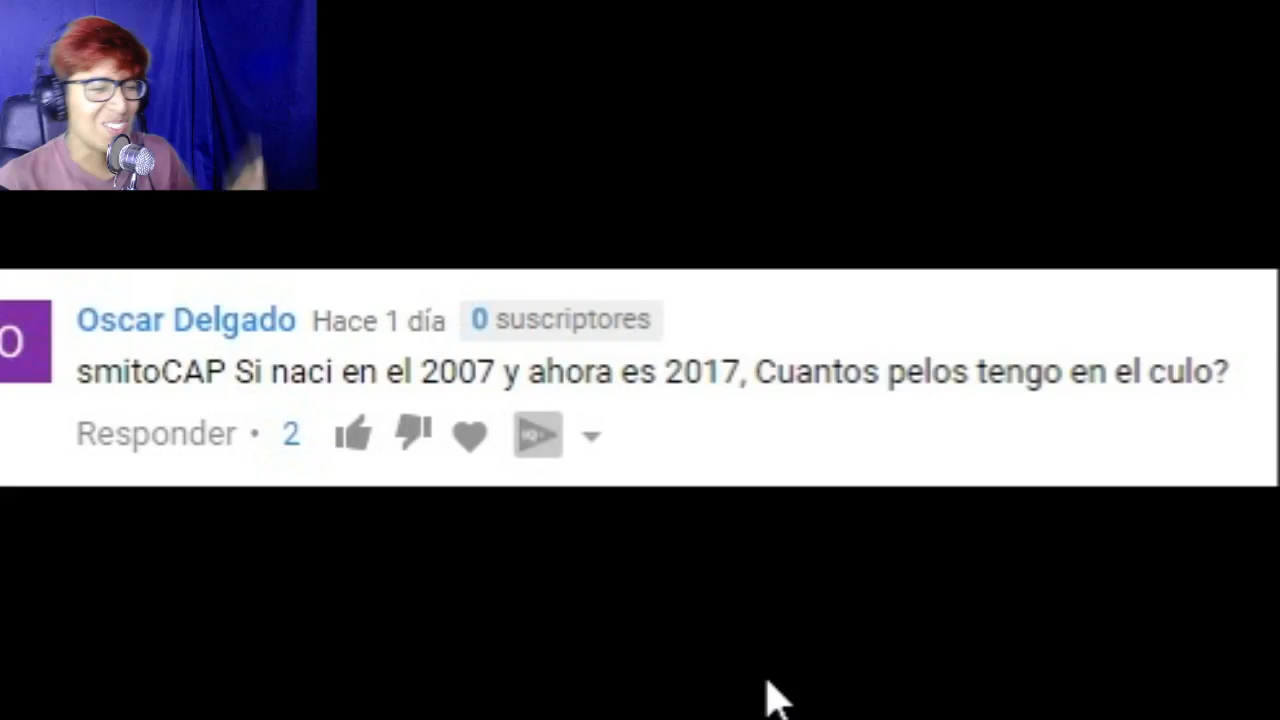 O
Oscar Delgado Hace 1 día 0 suscriptores
smitoCAP Si naci en el 2007 y ahora es 2017, Cuantos pelos tengo en el culo?
Responder • 2